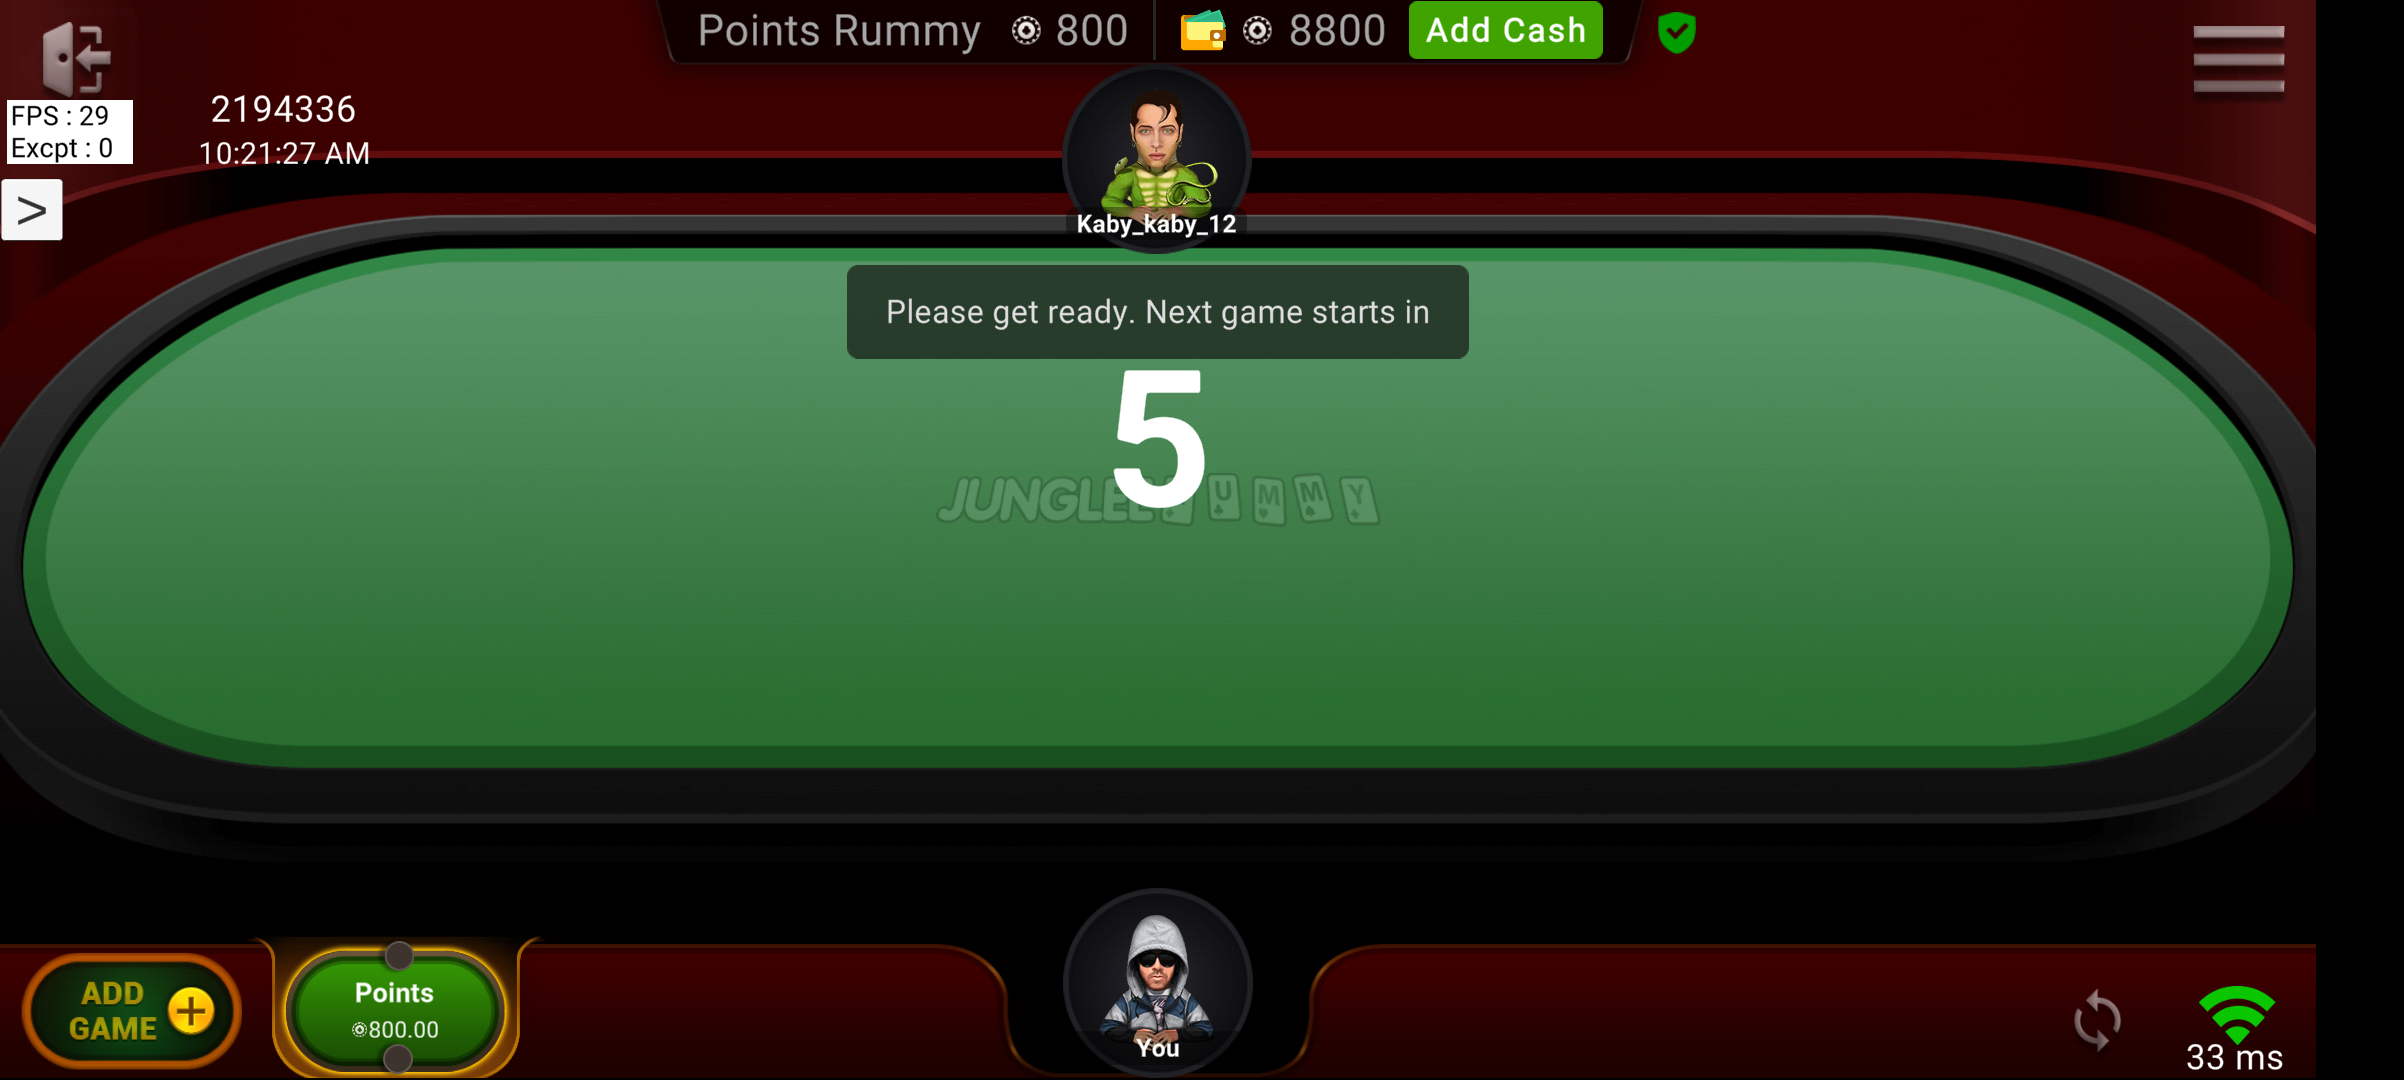 Points Rummy 800 8800 Add Cash
FPS : 29
Excpt : 0
2194336
10:21:27 AM
>
Kaby_kaby_12
Please get ready. Next game starts in
5
JUNGLEE UMMY
ADD
GAME
Points
800.00
You
33 ms